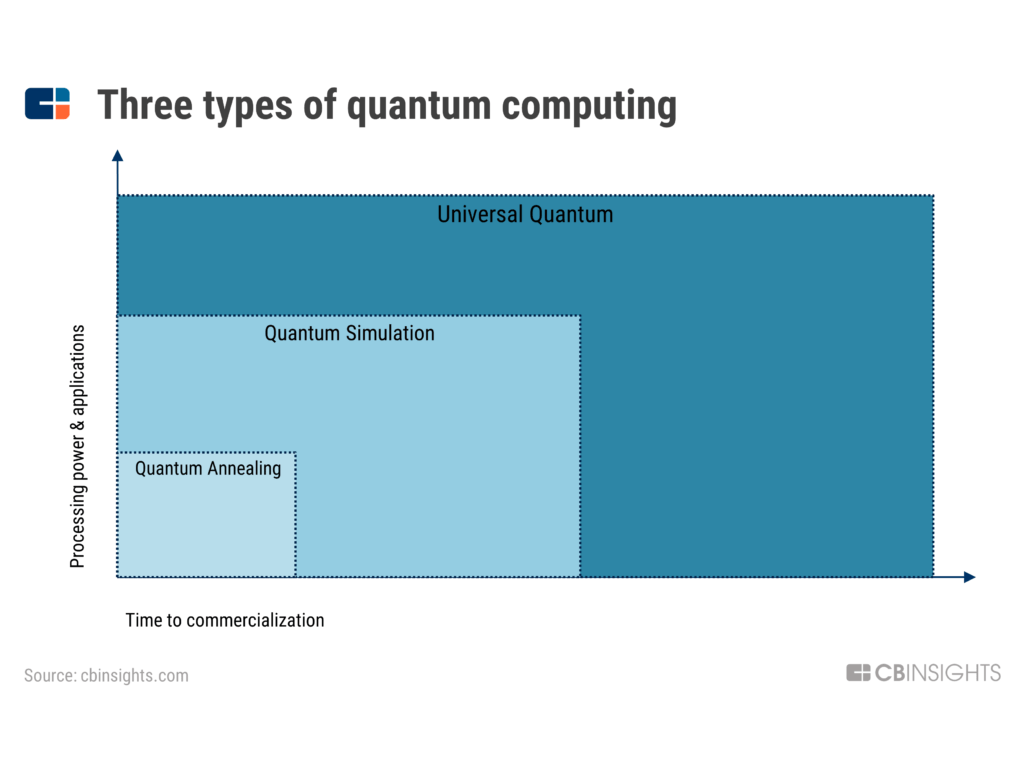 Three types of quantum computing
Universal Quantum
Quantum Simulation
Quantum Annealing
Processing power & applications
Time to commercialization
Source: cbinsights.com
CBINSIGHTS